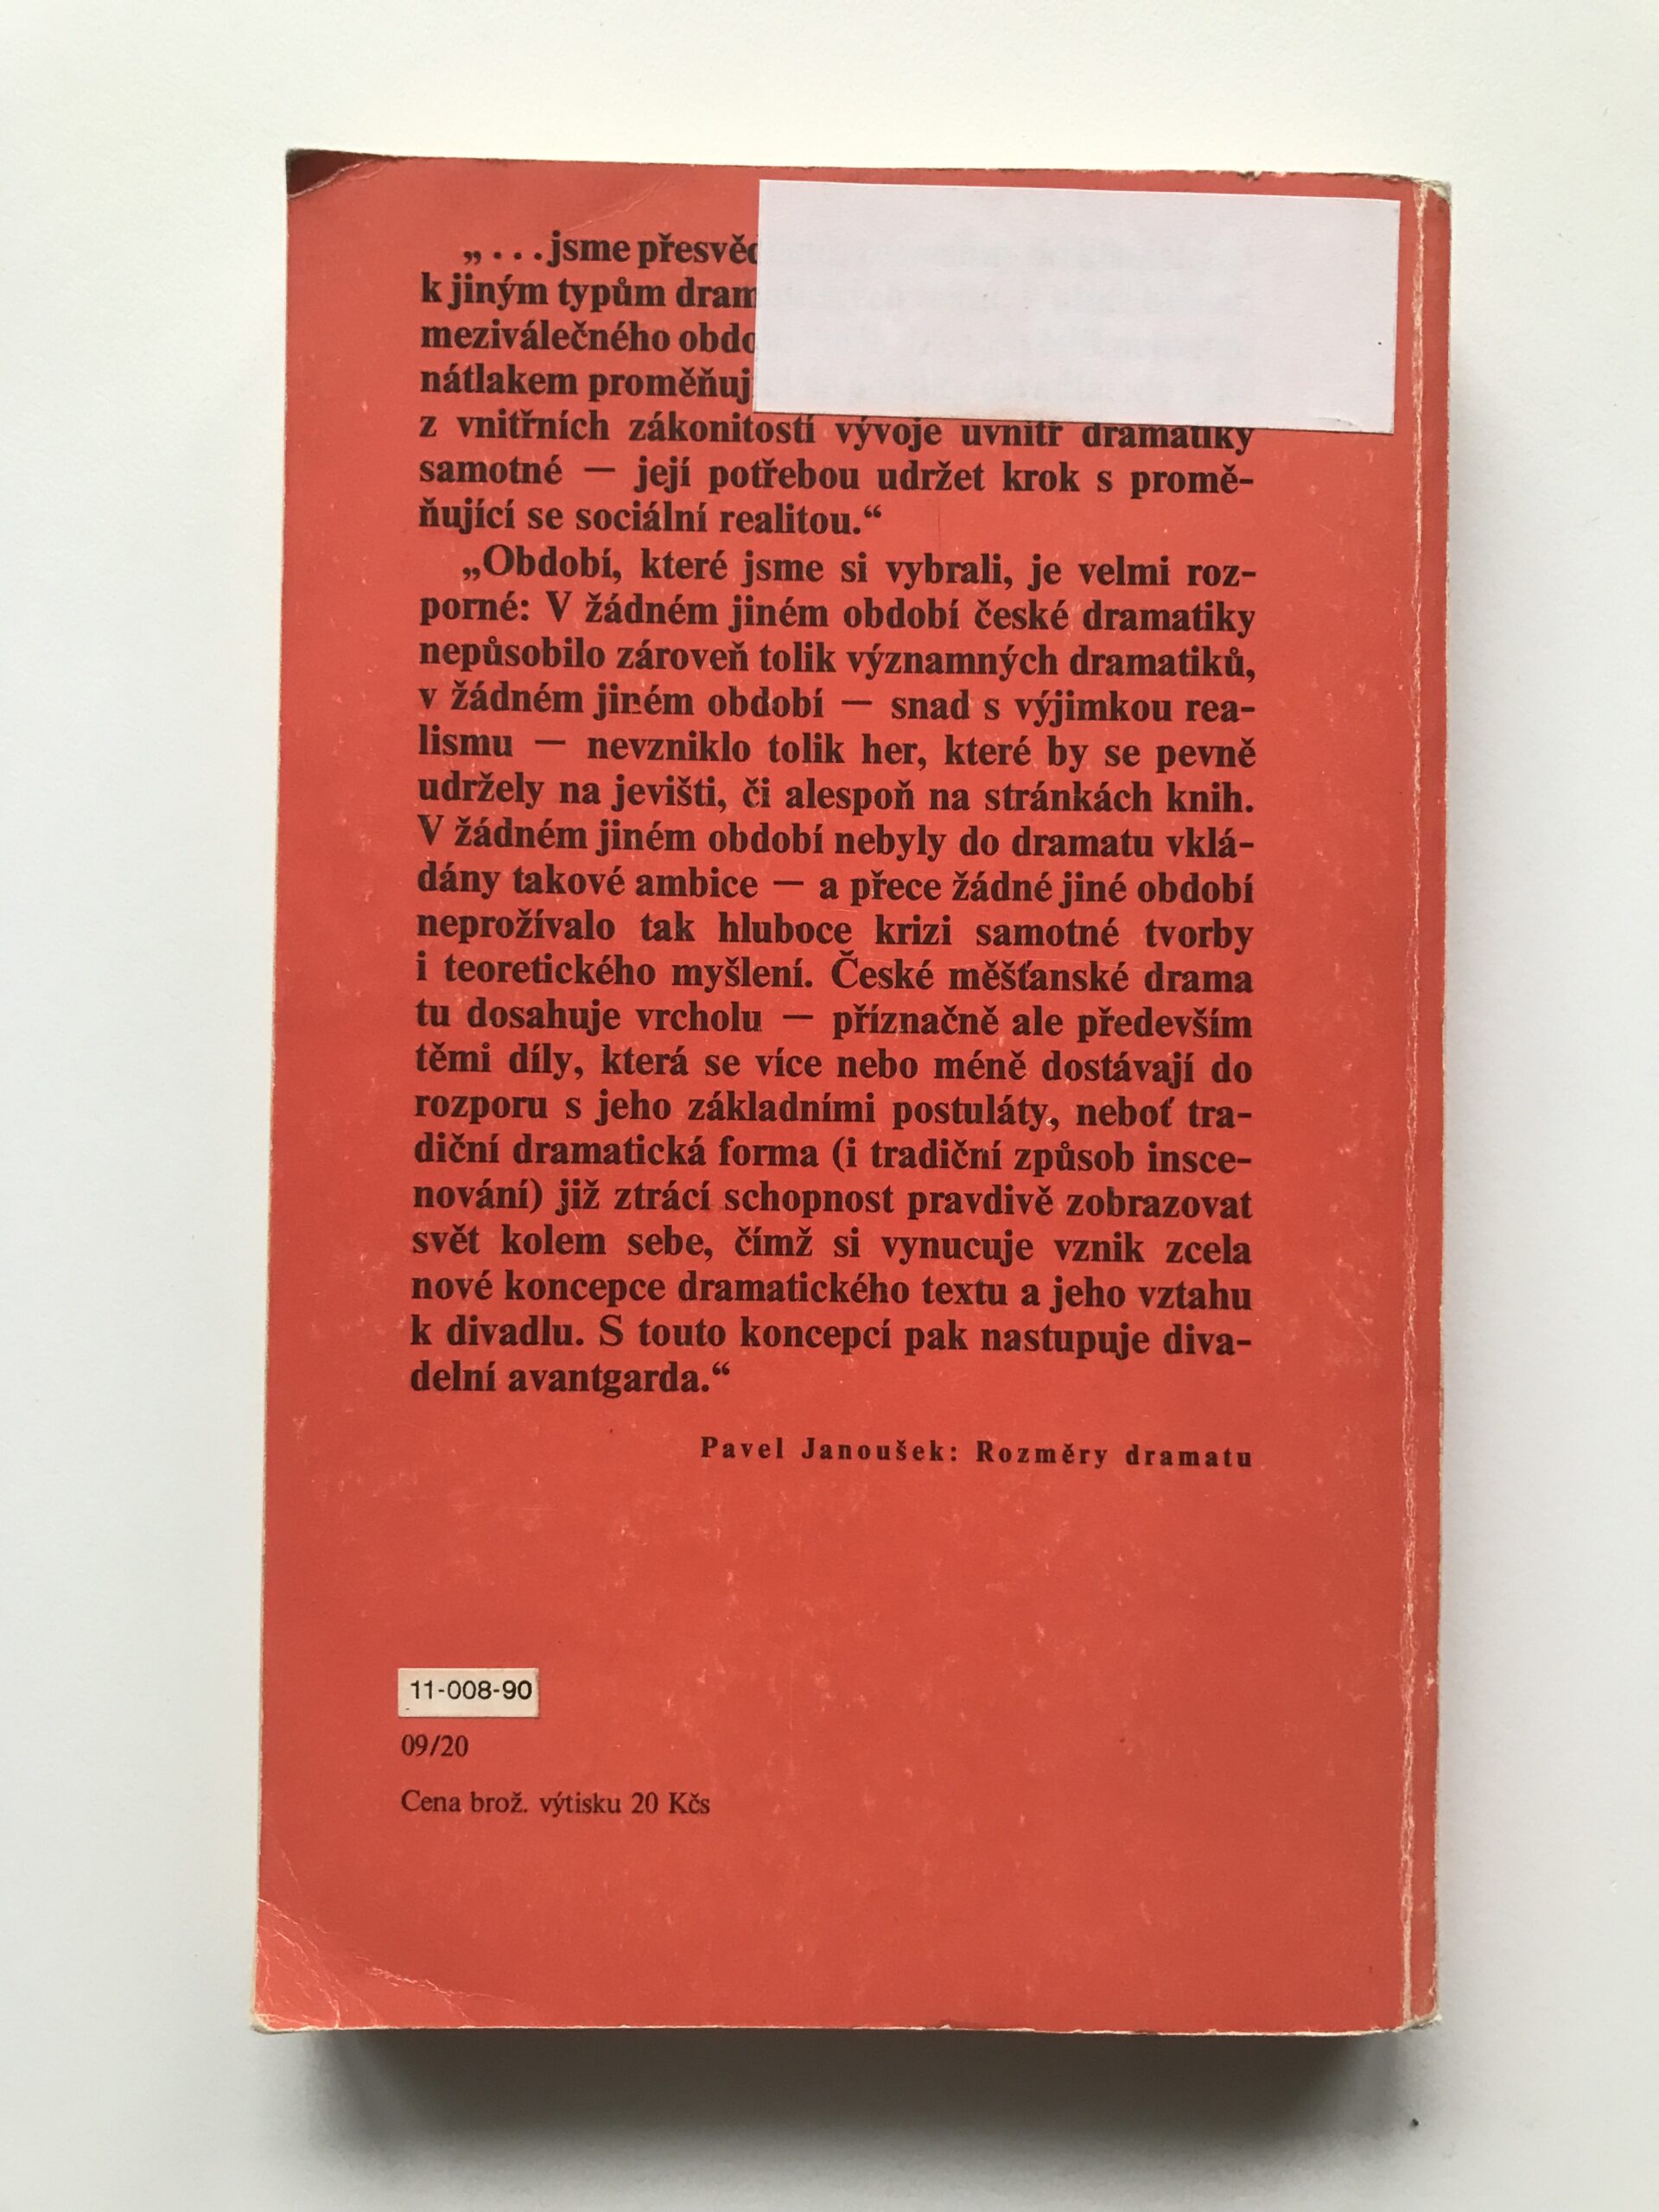 „...jsme
k jiným typům
meziválečného
nátlakem
z vnitřních zákonitostí vývoje uvnitř dramatiky
samotné — její potřebou udržet krok s promě-
ňující se sociální realitou.“
„Období, které jsme si vybrali, je velmi roz-
porné: V žádném jiném období české dramatiky
nepůsobilo zároveň tolik významných dramatiků,
v žádném jiném období — snad s výjimkou rea-
lismu — nevzniklo tolik her, které by se pevně
udržely na jevišti, či alespoň na stránkách knih.
V žádném jiném období nebyly do dramatu vklá-
dány takové ambice — a přece žádné jiné období
neprožívalo tak hluboce krizi samotné tvorby
i teoretického myšlení. České měšťanské drama
tu dosahuje vrcholu — příznačně ale především
těmi díly, která se více nebo méně dostávají do
rozporu s jeho základními postuláty, neboť tra-
diční dramatická forma (i tradiční způsob insce-
nování) již ztrácí schopnost pravdivě zobrazovat
svět kolem sebe, čímž si vynucuje vznik zcela
nové koncepce dramatického textu a jeho vztahu
k divadlu. S touto koncepcí pak nastupuje diva-
delní avantgarda.“
Pavel Janoušek: Rozměry dramatu
11-008-90
09/20
Cena brož. výtisku 20 Kčs